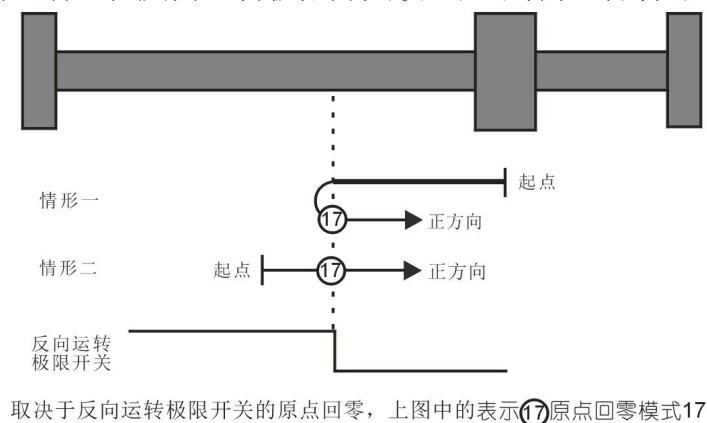 起点
情形一
17
正方向
情形二
起点
17
正方向
反向运转
极限开关
取决于反向运转极限开关的原点回零，上图中的表示17原点回零模式17